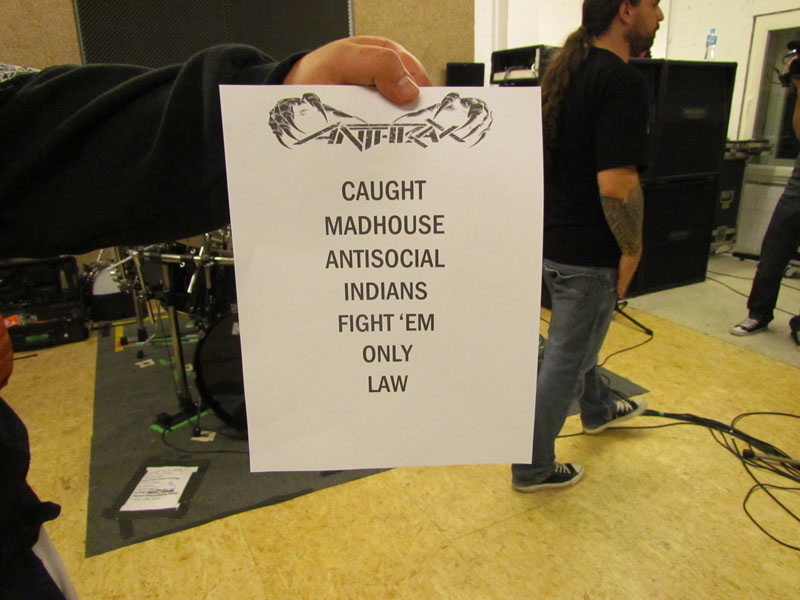 ANTHRAX
CAUGHT
MADHOUSE
ANTISOCIAL
INDIANS
FIGHT ‘EM
ONLY
LAW